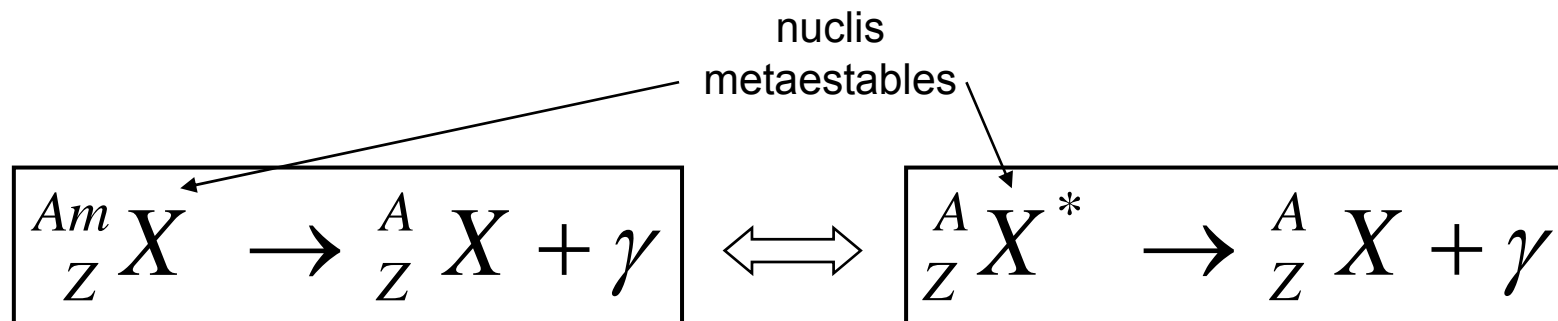 nuclis
metaestables
^{Am}_{Z}X → ^{A}_{Z}X + γ ⟺ ^{A}_{Z}X^{*} → ^{A}_{Z}X + γ